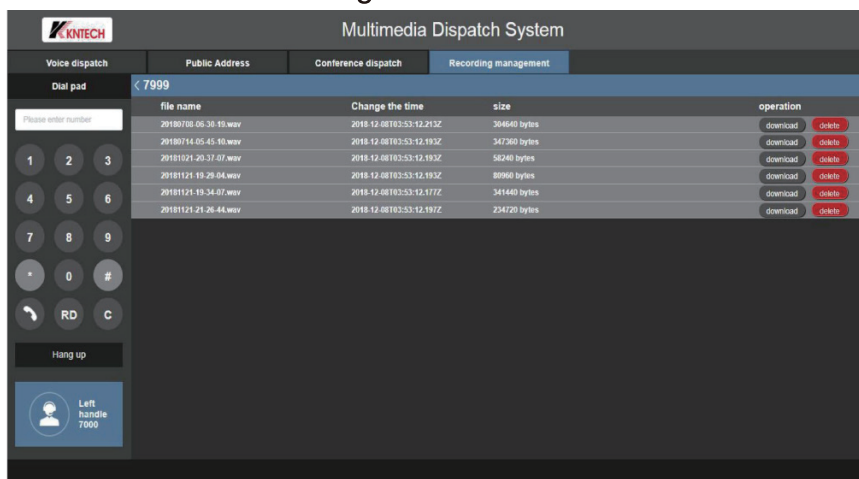 KNTECH
Multimedia Dispatch System
Voice dispatch Public Address Conference dispatch Recording management
Dial pad
< 7999
Please enter number
file name Change the time size operation
20180708-06-30-19.wav 2018-12-08T03:53:12.213Z 304640 bytes download delete
20180714-05-45-10.wav 2018-12-08T03:53:12.193Z 347360 bytes download delete
20181021-20-37-07.wav 2018-12-08T03:53:12.193Z 58240 bytes download delete
20181121-19-29-04.wav 2018-12-08T03:53:12.193Z 80960 bytes download delete
20181121-19-34-07.wav 2018-12-08T03:53:12.177Z 341440 bytes download delete
20181121-21-26-44.wav 2018-12-08T03:53:12.197Z 234720 bytes download delete
1 2 3
4 5 6
7 8 9
* 0 #
RD C
Hang up
Left
handle
7000